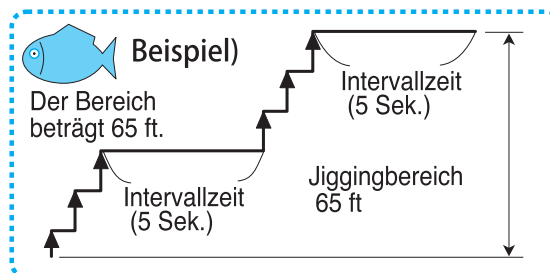 Beispiel)
Der Bereich
beträgt 65 ft.
Intervallzeit
(5 Sek.)
Intervallzeit
(5 Sek.)
Jiggingbereich
65 ft